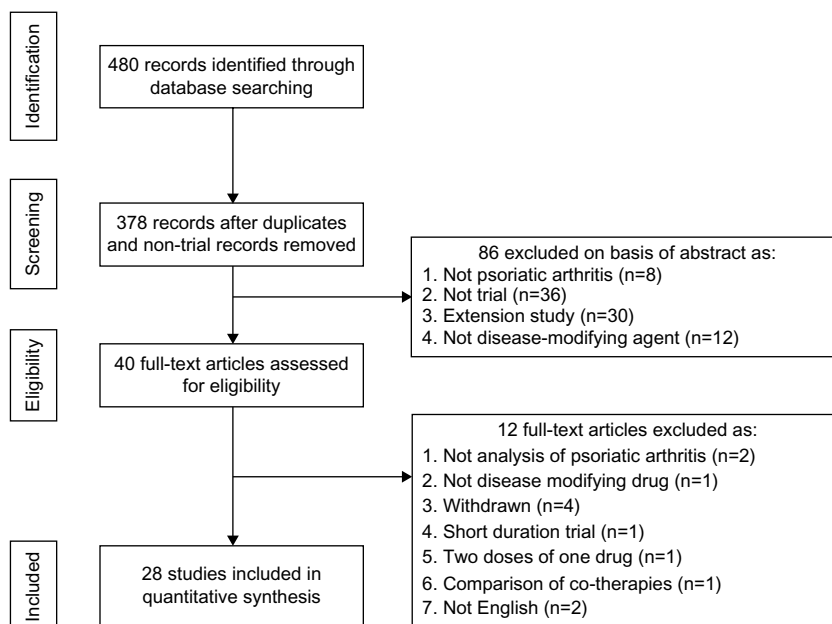 Identification
480 records identified through
database searching
Screening
378 records after duplicates
and non-trial records removed
86 excluded on basis of abstract as:
1. Not psoriatic arthritis (n=8)
2. Not trial (n=36)
3. Extension study (n=30)
4. Not disease-modifying agent (n=12)
Eligibility
40 full-text articles assessed
for eligibility
12 full-text articles excluded as:
1. Not analysis of psoriatic arthritis (n=2)
2. Not disease modifying drug (n=1)
3. Withdrawn (n=4)
4. Short duration trial (n=1)
5. Two doses of one drug (n=1)
6. Comparison of co-therapies (n=1)
7. Not English (n=2)
Included
28 studies included in
quantitative synthesis